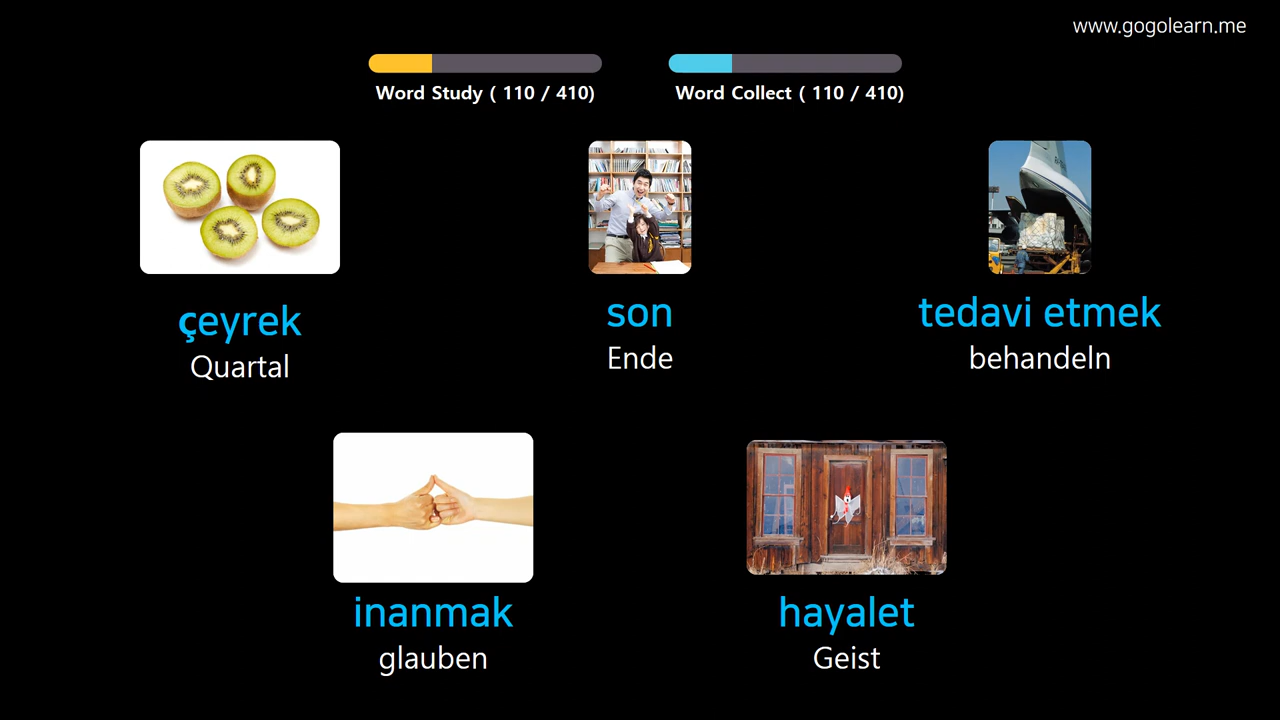 www.gogolearn.me
Word Study ( 110 / 410)
Word Collect ( 110 / 410)
çeyrek
Quartal
son
Ende
tedavi etmek
behandeln
inanmak
glauben
hayalet
Geist